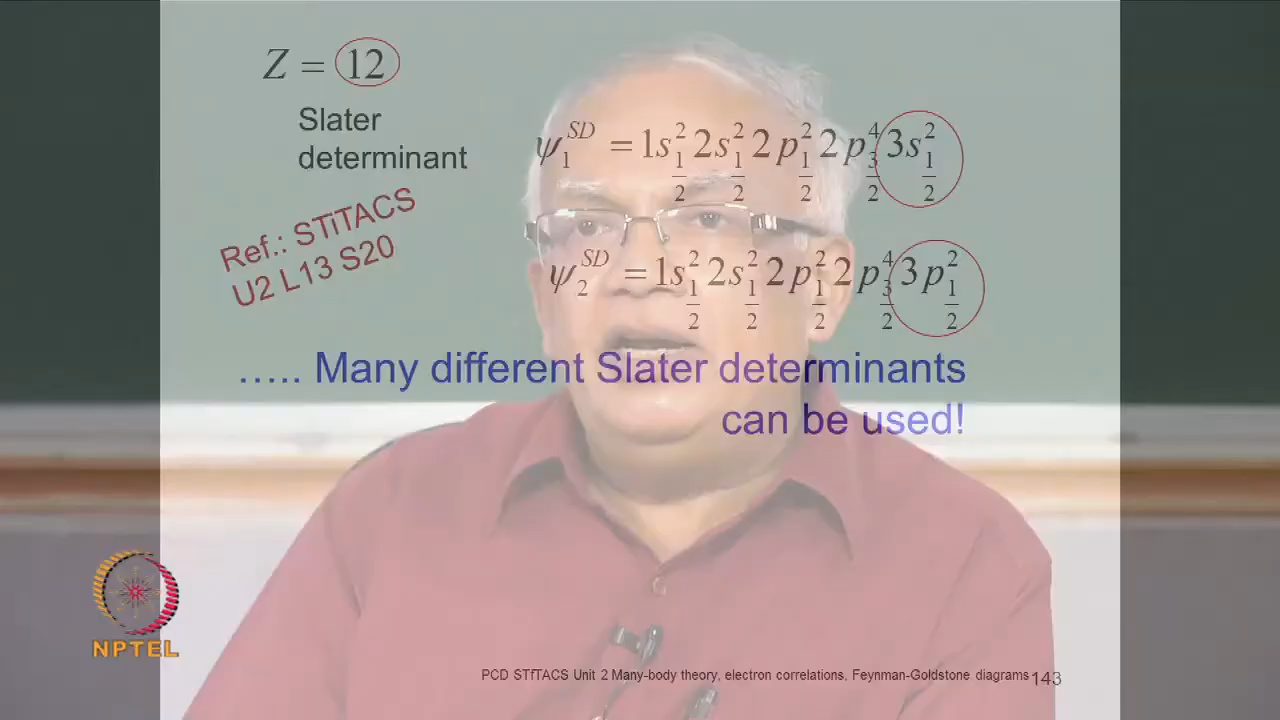 Z = 12
Slater
determinant
Ref.: STiTACS
U2 L13 S20
ψ₁^{SD} = 1s²_{1/2} 2s²_{1/2} 2p²_{1/2} 2p⁴_{3/2} 3s²_{1/2}
ψ₂^{SD} = 1s²_{1/2} 2s²_{1/2} 2p²_{1/2} 2p⁴_{3/2} 3p²_{1/2}
..... Many different Slater determinants
can be used!
NPTEL
PCD STiTACS Unit 2 Many-body theory, electron correlations, Feynman-Goldstone diagrams 143